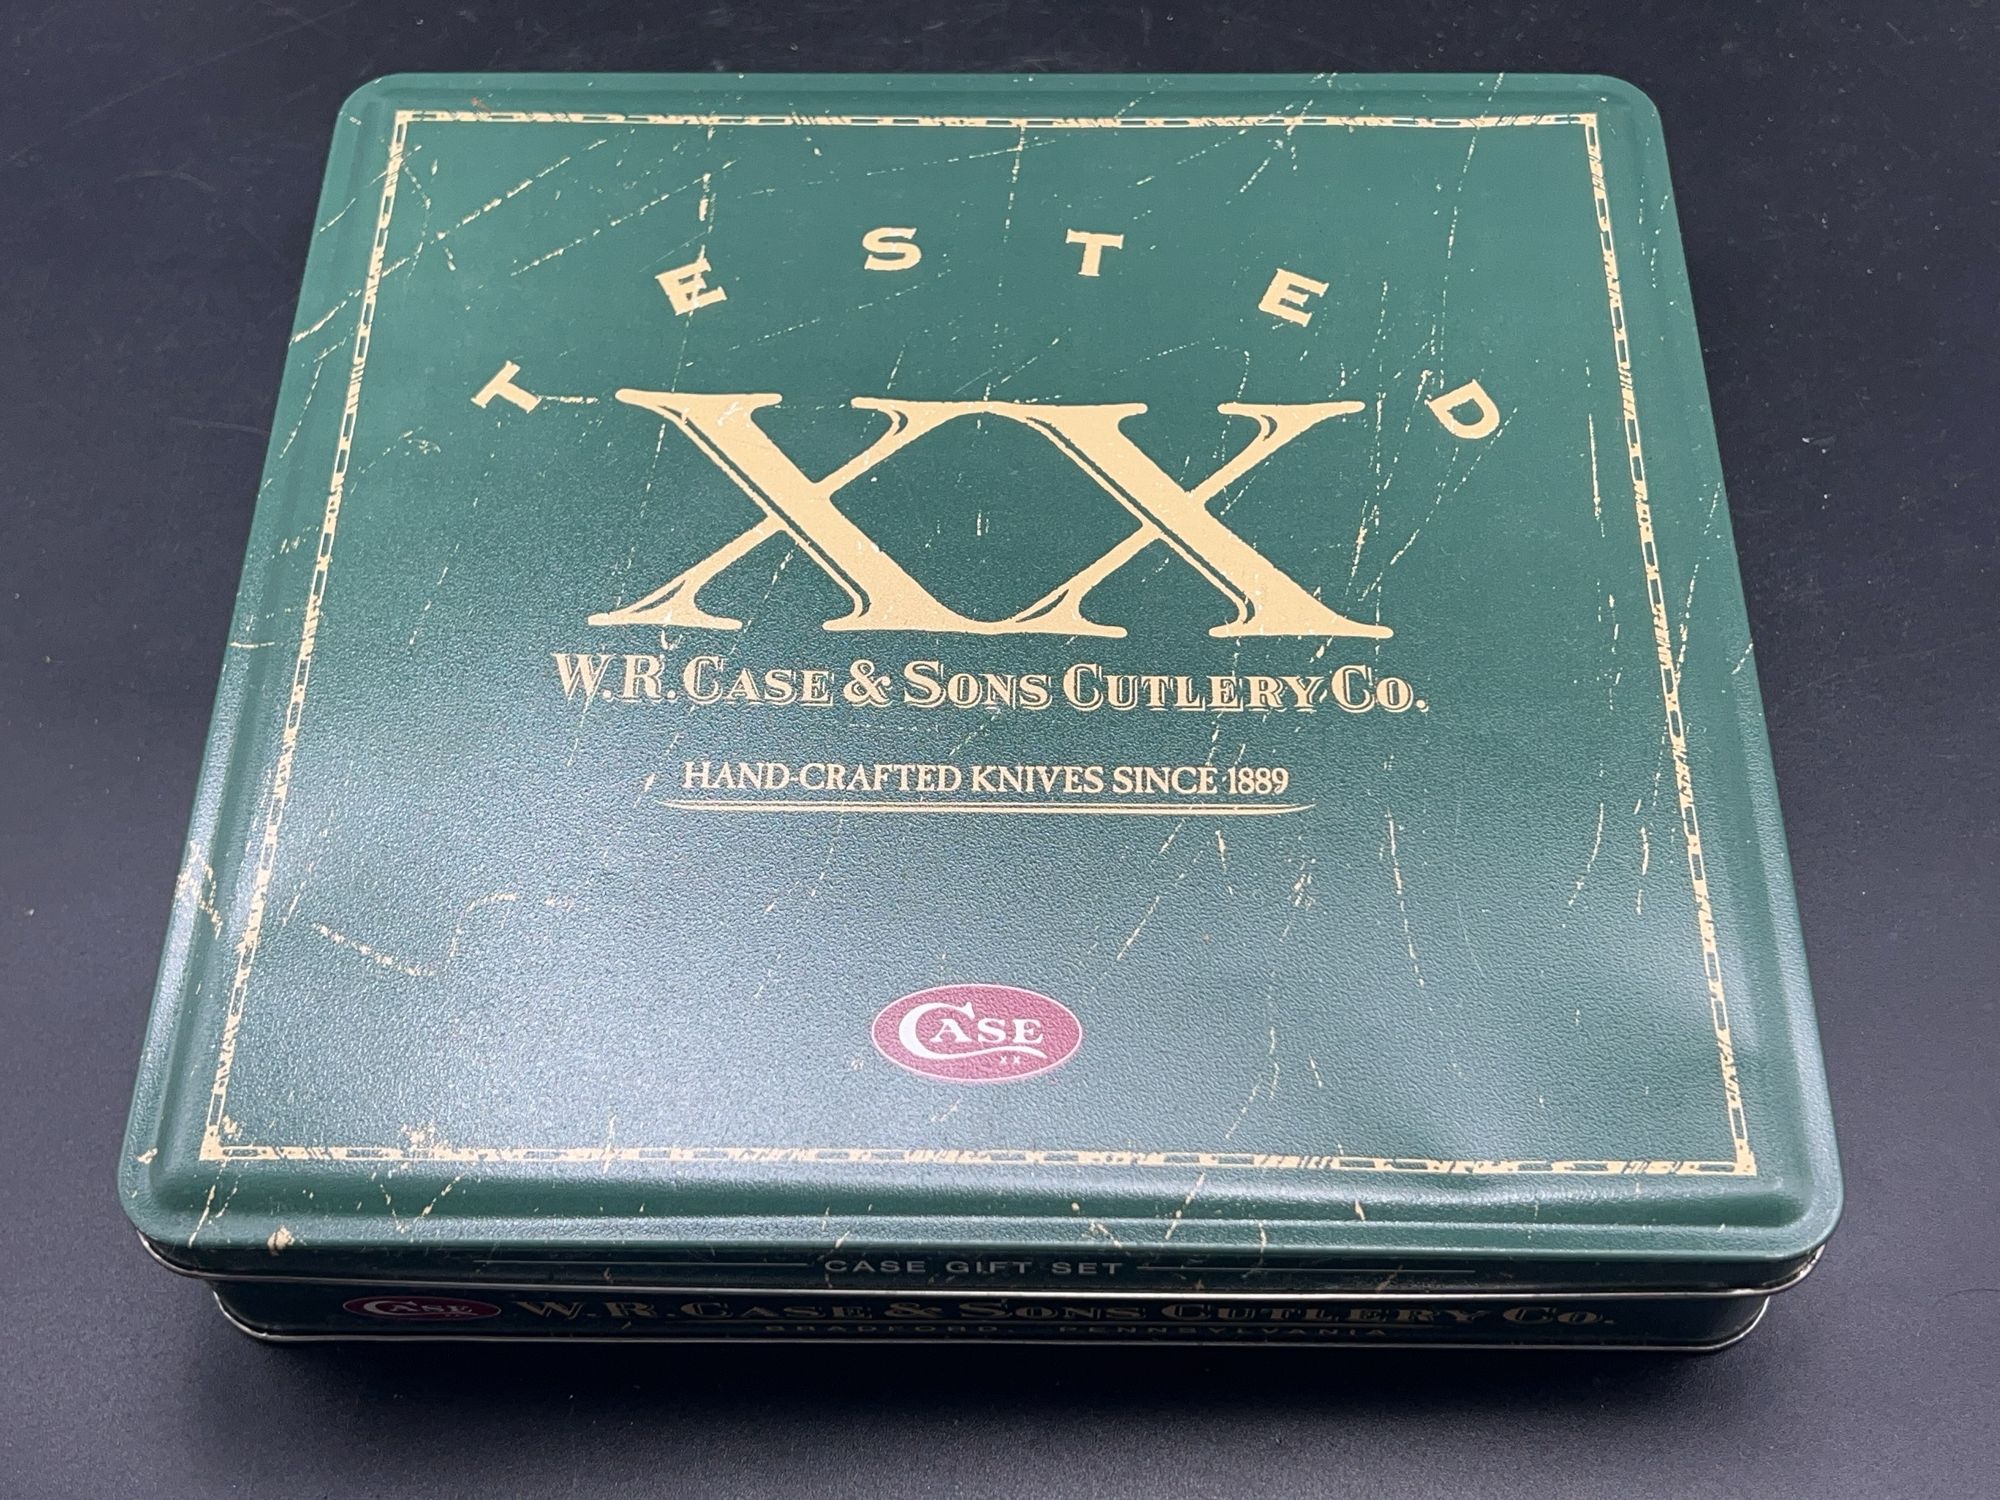 TESTED
XX
W.R. CASE & SONS CUTLERY CO.
HAND-CRAFTED KNIVES SINCE 1889
CASE
XX
CASE GIFT SET
CASE W.R. CASE & SONS CUTLERY CO.
BRADFORD, PENNSYLVANIA